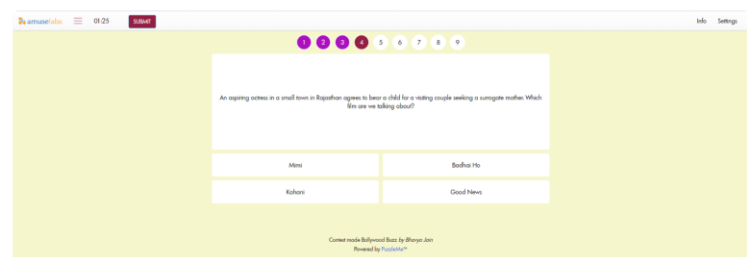 amuselabs 01:25 SUBMIT Info Settings
1 2 3 4 5 6 7 8 9
An aspiring actress in a small town in Rajasthan agrees to bear a child for a visiting couple seeking a surrogate mother. Which
film are we talking about?
Mimi Badhai Ho
Kahani Good News
Contest mode Bollywood Buzz by Bhavya Jain
Powered by PuzzleMe™